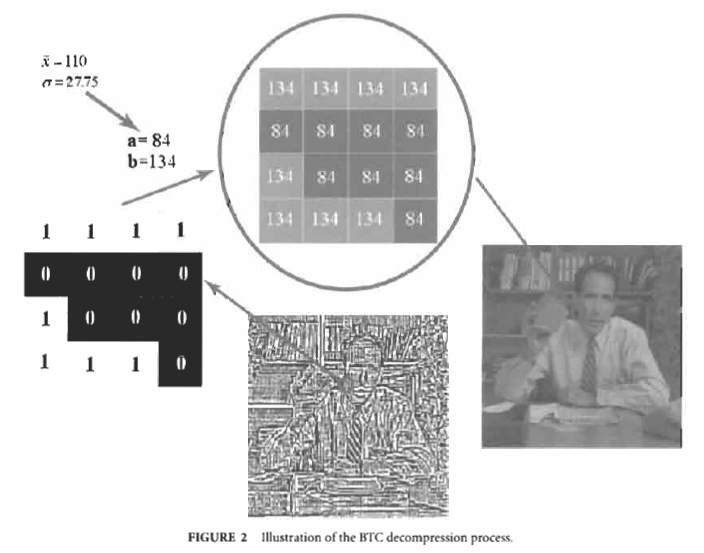 x̄ – 110
σ = 27.75
a= 84
b=134
134 134 134 134
84 84 84 84
134 84 84 84
134 134 134 84
1 1 1 1
0 0 0 0
1 0 0 0
1 1 1 0
FIGURE 2 Illustration of the BTC decompression process.